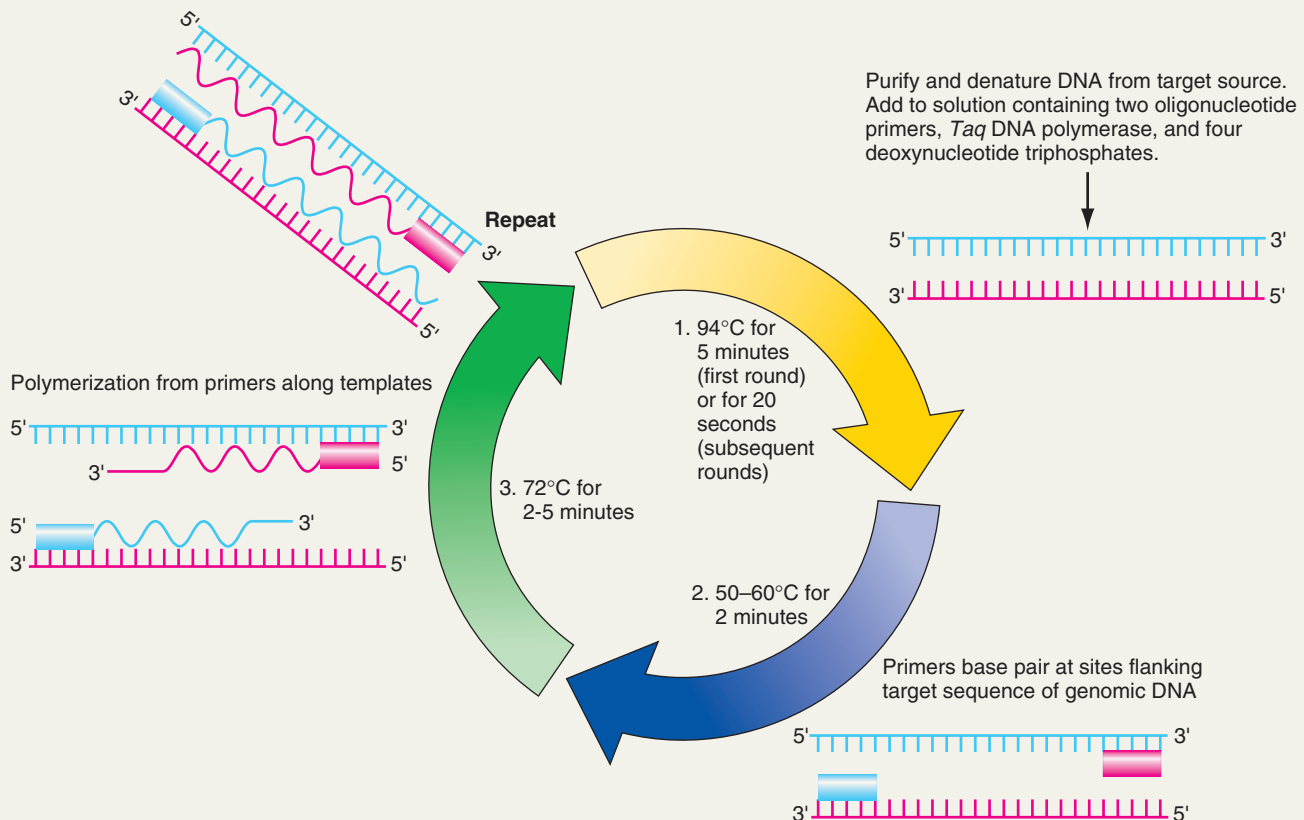 5'
3'
3'
5'
Repeat
Purify and denature DNA from target source.
Add to solution containing two oligonucleotide
primers, Taq DNA polymerase, and four
deoxynucleotide triphosphates.
5' 3'
3' 5'
1. 94°C for
5 minutes
(first round)
or for 20
seconds
(subsequent
rounds)
2. 50–60°C for
2 minutes
Primers base pair at sites flanking
target sequence of genomic DNA
5' 3'
3' 5'
3. 72°C for
2-5 minutes
Polymerization from primers along templates
5' 3'
3' 5'
5' 3'
3' 5'